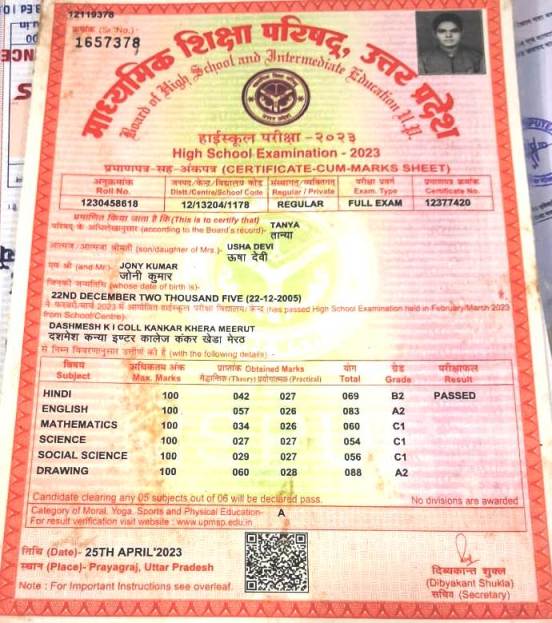 12119378
क्रमांक (Sr.No.)
1657378
माध्यमिक शिक्षा परिषद, उत्तर प्रदेश
Board of High School and Intermediate Education U.P.
हाईस्कूल परीक्षा - २०२३
High School Examination - 2023
प्रमाणपत्र-सह-अंकपत्र (CERTIFICATE-CUM-MARKS SHEET)
अनुक्रमांक जनपद/केन्द्र/विद्यालय कोड संस्थागत/व्यक्तिगत परीक्षा प्रकार प्रमाणपत्र क्रमांक
Roll No. Distt/Centre/School Code Regular / Private Exam. Type Certificate No.
1230458618 12/13204/1178 REGULAR FULL EXAM 12377420
प्रमाणित किया जाता है कि(This is to certify that)
परिषद के अभिलेखानुसार (according to the Board's record)- TANYA
तान्या
आत्मज/आत्मजा श्रीमती (son/daughter of Mrs.)- USHA DEVI
ऊषा देवी
एवं श्री (and Mr.)- JONY KUMAR
जोनी कुमार
जिनकी जन्मतिथि (whose date of birth is)-
22ND DECEMBER TWO THOUSAND FIVE (22-12-2005)
ने फरवरी/मार्च 2023 में आयोजित हाईस्कूल परीक्षा विद्यालय/ केन्द्र (has passed High School Examination held in February/March 2023
from School/Centre)-
DASHMESH K I COLL KANKAR KHERA MEERUT
दशमेश कन्या इण्टर कालेज कंकर खेडा मेरठ
से निम्न विवरणानुसार उत्तीर्ण की है (with the following details) -
विषय अधिकतम अंक प्राप्तांक Obtained Marks योग ग्रेड परीक्षाफल
Subject Max. Marks सैद्धान्तिक (Theory) प्रयोगात्मक (Practical) Total Grade Result
HINDI 100 042 027 069 B2 PASSED
ENGLISH 100 057 026 083 A2
MATHEMATICS 100 034 026 060 C1
SCIENCE 100 027 027 054 C1
SOCIAL SCIENCE 100 029 027 056 C1
DRAWING 100 060 028 088 A2
Candidate clearing any 05 subjects out of 06 will be declared pass. No divisions are awarded
Category of Moral, Yoga, Sports and Physical Education- A
For result verification visit website : www.upmsp.edu.in
तिथि (Date)- 25TH APRIL'2023
स्थान (Place)- Prayagraj, Uttar Pradesh
Note : For Important Instructions see overleaf.
दिव्यकान्त शुक्ल
(Dibyakant Shukla)
सचिव (Secretary)